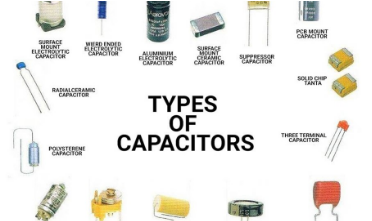 SURFACE
MOUNT
ELECTROLYTIC
CAPACITOR
WIERD ENDED
ELECTROLYTIC
CAPACITOR
ALUMINIUM
ELECTROLYTIC
CAPACITOR
SURFACE
MOUNT
CERAMIC
CAPACITOR
SUPPRESSOR
CAPACITOR
PCB MOUNT
CAPACITOR
RADIALCERAMIC
CAPACITOR
SOLID CHIP
TANTA
TYPES
OF
CAPACITORS
POLYSTERENE
CAPACITOR
THREE TERMINAL
CAPACITOR